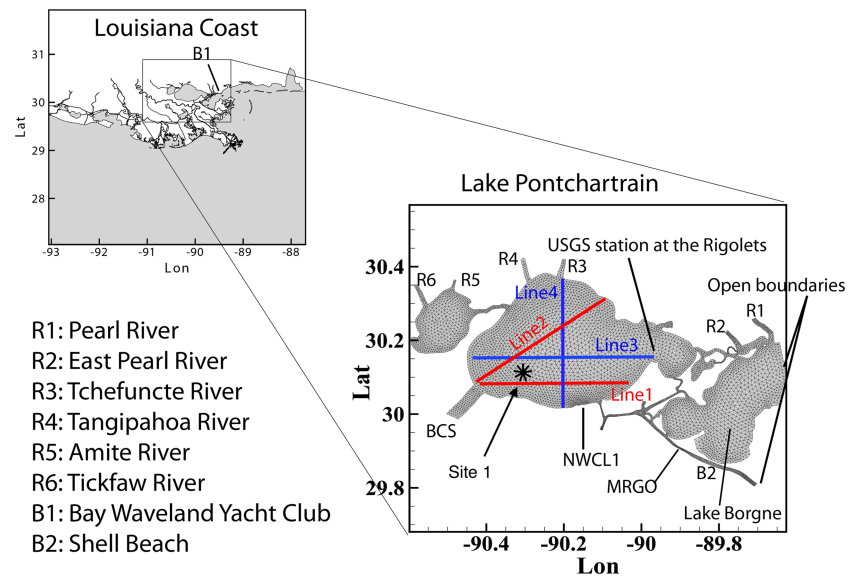 Louisiana Coast
B1
31
30
29
28
Lat
-93
-92
-91
-90
-89
-88
Lon
Lake Pontchartrain
USGS station at the Rigolets
Open boundaries
R4
R3
R6
R5
Line4
Line2
Line3
Line1
R2
R1
BCS
Site 1
NWCL1
MRGO
B2
Lake Borgne
30.4
30.2
30
29.8
Lat
-90.4
-90.2
-90
-89.8
Lon
R1: Pearl River
R2: East Pearl River
R3: Tchefuncte River
R4: Tangipahoa River
R5: Amite River
R6: Tickfaw River
B1: Bay Waveland Yacht Club
B2: Shell Beach